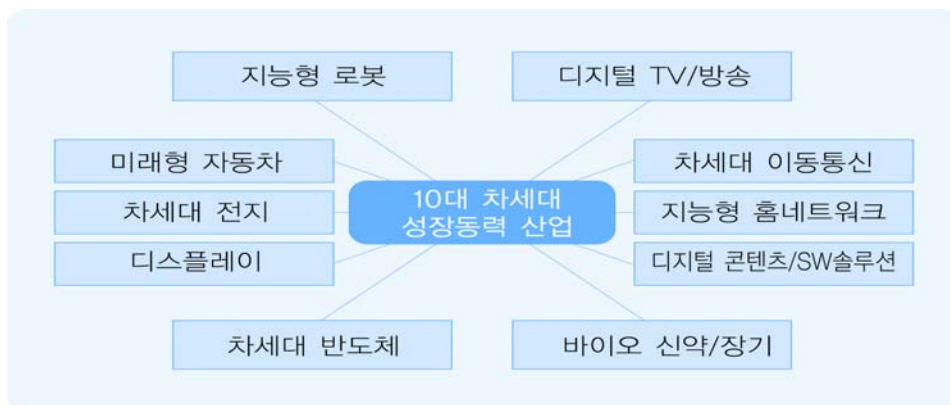 지능형 로봇
디지털 TV/방송
미래형 자동차
차세대 이동통신
10대 차세대
성장동력 산업
차세대 전지
지능형 홈네트워크
디스플레이
디지털 콘텐츠/SW솔루션
차세대 반도체
바이오 신약/장기